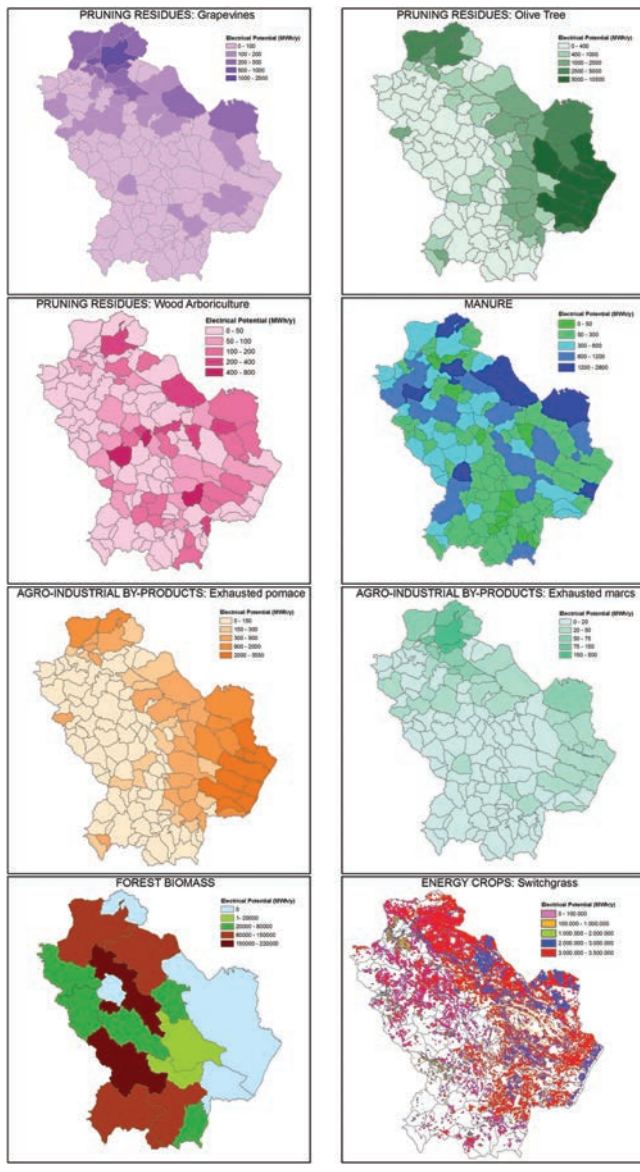 PRUNING RESIDUES: Grapevines
Electrical Potential (MWh/y)
0 - 100
100 - 200
200 - 500
500 - 1000
1000 - 2500
PRUNING RESIDUES: Olive Tree
Electrical Potential (MWh/y)
0 - 400
400 - 1000
1000 - 2000
2500 - 5000
5000 - 10500
PRUNING RESIDUES: Wood Arboriculture
Electrical Potential (MWh/y)
0 - 50
50 - 100
100 - 200
200 - 400
400 - 800
MANURE
Electrical Potential (MWh/y)
0 - 50
50 - 300
300 - 600
600 - 1200
1200 - 2800
AGRO-INDUSTRIAL BY-PRODUCTS: Exhausted pomace
Electrical Potential (MWh/y)
0 - 150
150 - 300
300 - 900
900 - 2000
2000 - 3550
AGRO-INDUSTRIAL BY-PRODUCTS: Exhausted marcs
Electrical Potential (MWh/y)
0 - 20
20 - 50
50 - 75
75 - 150
150 - 500
FOREST BIOMASS
Electrical Potential (MWh/y)
0
1- 20000
20000 - 80000
80000 - 150000
150000 - 220000
ENERGY CROPS: Switchgrass
Electrical Potential (MWh/y)
0 - 100.000
100.000 - 1.000.000
1.000.000 - 2.000.000
2.000.000 - 3.000.000
3.000.000 - 3.500.000